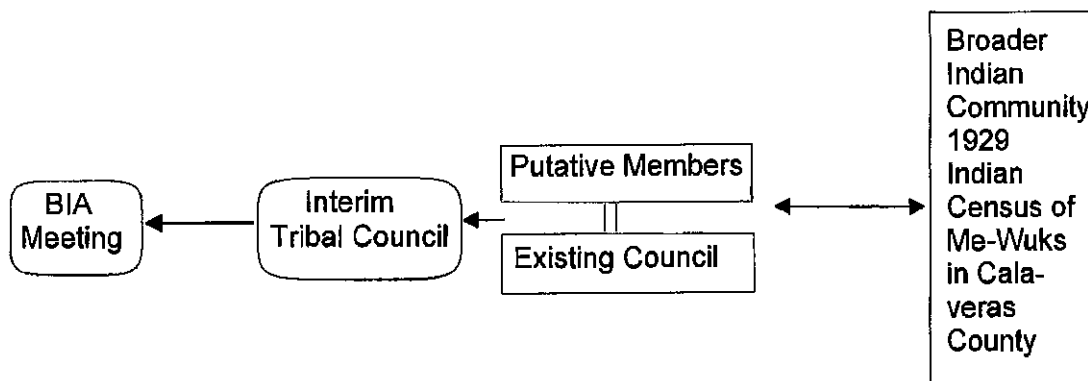 BIA
Meeting
Interim
Tribal Council
Putative Members
Existing Council
Broader
Indian
Community
1929
Indian
Census of
Me-Wuks
in Cala-
veras
County